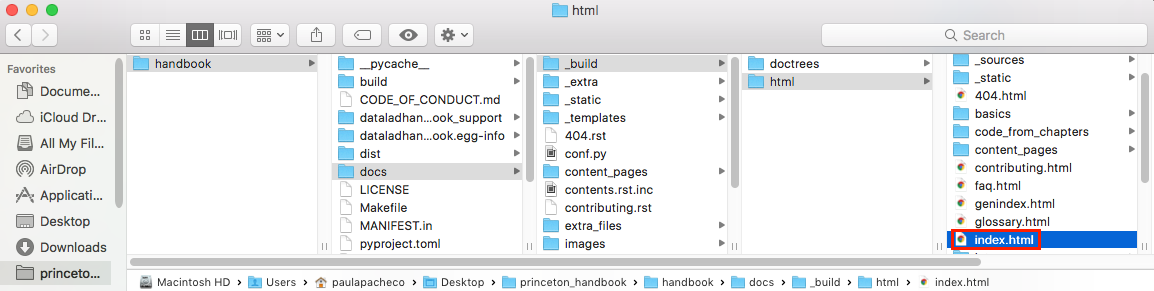 html
Search
Favorites
Docume...
iCloud Dr...
All My Fil...
AirDrop
Applicati...
Desktop
Downloads
princeton...
handbook
__pycache__
build
CODE_OF_CONDUCT.md
dataladhan...ook_support
dataladhan...ook.egg-info
dist
docs
LICENSE
Makefile
MANIFEST.in
pyproject.toml
_build
_extra
_static
_templates
404.rst
conf.py
content_pages
contents.rst.inc
contributing.rst
extra_files
images
doctrees
html
_sources
_static
404.html
basics
code_from_chapters
content_pages
contributing.html
faq.html
genindex.html
glossary.html
index.html
Macintosh HD Users paulapacheco Desktop princeton_handbook handbook docs _build html index.html